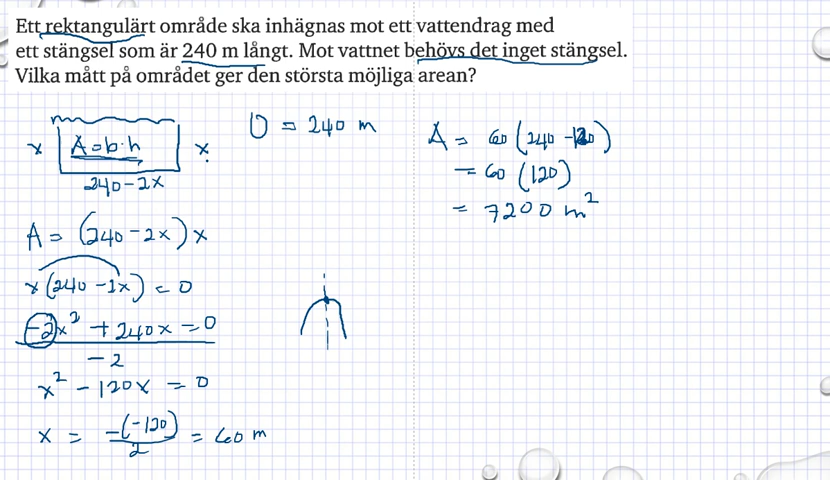 Ett rektangulärt område ska inhägnas mot ett vattendrag med
ett stängsel som är 240 m långt. Mot vattnet behövs det inget stängsel.
Vilka mått på området ger den största möjliga arean?
x A=b·h x
240-2x
O = 240 m
A = (240-2x)x
x(240-2x) = 0
-2x² + 240x = 0
-2
x² - 120x = 0
x = -(-120)/2 = 60 m
A = 60(240-120)
= 60(120)
= 7200 m²